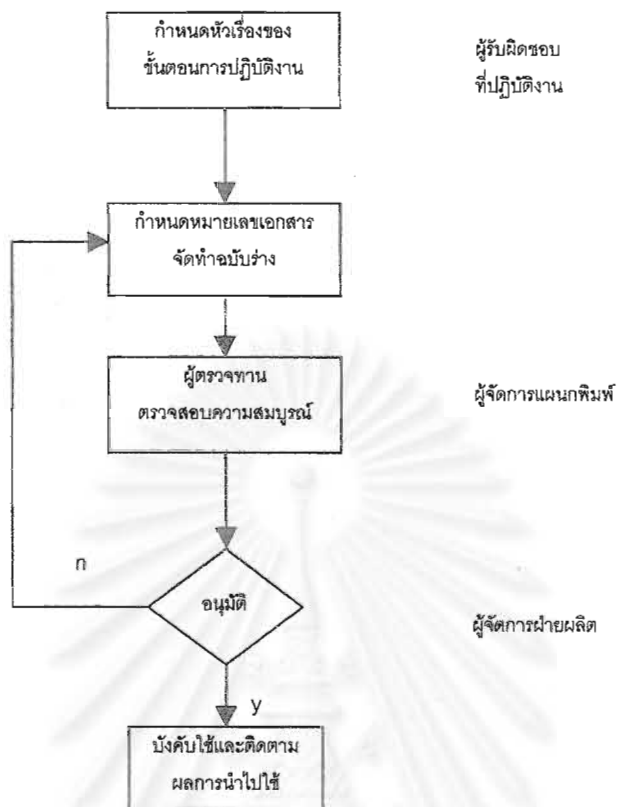 กำหนดหัวเรื่องของ
ขั้นตอนการปฏิบัติงาน
ผู้รับผิดชอบ
ที่ปฏิบัติงาน
กำหนดหมายเลขเอกสาร
จัดทำฉบับร่าง
ผู้ตรวจทาน
ตรวจสอบความสมบูรณ์
ผู้จัดการแผนกพิมพ์
n
อนุมัติ
ผู้จัดการฝ่ายผลิต
y
บังคับใช้และติดตาม
ผลการนำไปใช้